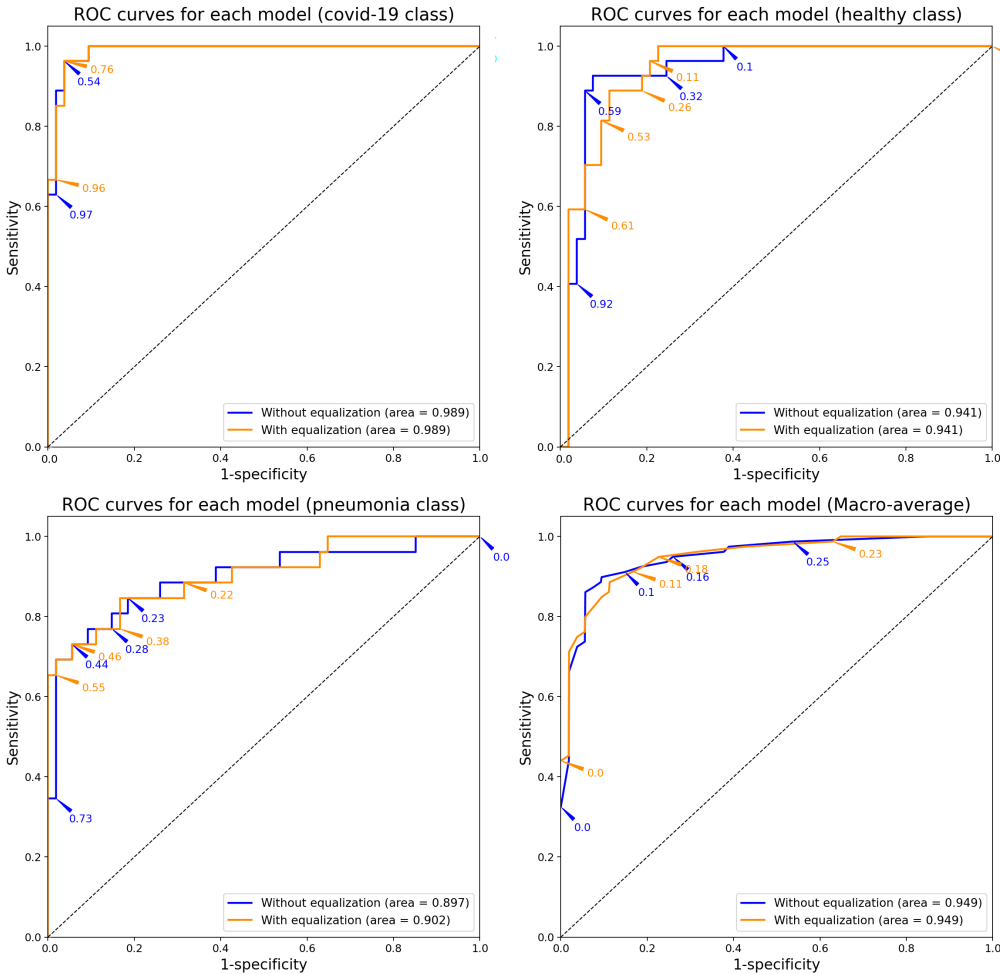 ROC curves for each model (covid-19 class)
1.0
0.8
0.6
0.4
0.2
0.0
Sensitivity
0.76
0.54
0.96
0.97
Without equalization (area = 0.989)
With equalization (area = 0.989)
0.0 0.2 0.4 0.6 0.8 1.0
1-specificity
ROC curves for each model (healthy class)
1.0
0.8
0.6
0.4
0.2
0.0
Sensitivity
0.1
0.11
0.32
0.26
0.59
0.53
0.61
0.92
Without equalization (area = 0.941)
With equalization (area = 0.941)
0.0 0.2 0.4 0.6 0.8 1.0
1-specificity
ROC curves for each model (pneumonia class)
1.0
0.8
0.6
0.4
0.2
0.0
Sensitivity
0.0
0.22
0.23
0.38
0.28
0.46
0.44
0.55
0.73
Without equalization (area = 0.897)
With equalization (area = 0.902)
0.0 0.2 0.4 0.6 0.8 1.0
1-specificity
ROC curves for each model (Macro-average)
1.0
0.8
0.6
0.4
0.2
0.0
Sensitivity
0.23
0.25
0.18
0.16
0.11
0.1
0.0
0.0
Without equalization (area = 0.949)
With equalization (area = 0.949)
0.0 0.2 0.4 0.6 0.8 1.0
1-specificity